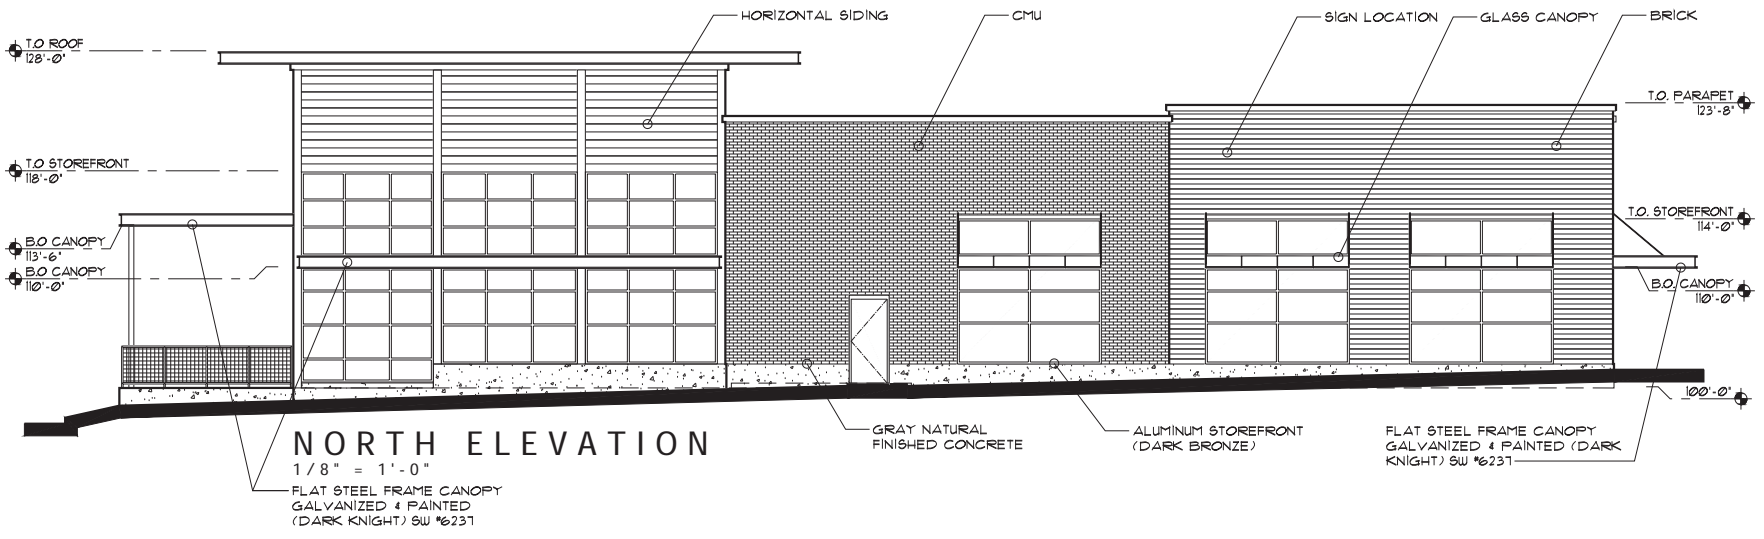 HORIZONTAL SIDING
CMU
SIGN LOCATION
GLASS CANOPY
BRICK
T.O ROOF
128'-0"
T.O. PARAPET
123'-8"
T.O STOREFRONT
118'-0"
T.O. STOREFRONT
114'-0"
B.O CANOPY
113'-6"
B.O CANOPY
110'-0"
B.O. CANOPY
110'-0"
100'-0"
GRAY NATURAL
FINISHED CONCRETE
ALUMINUM STOREFRONT
(DARK BRONZE)
FLAT STEEL FRAME CANOPY
GALVANIZED & PAINTED (DARK
KNIGHT) SW #6237
NORTH ELEVATION
1/8" = 1'-0"
FLAT STEEL FRAME CANOPY
GALVANIZED & PAINTED
(DARK KNIGHT) SW #6237